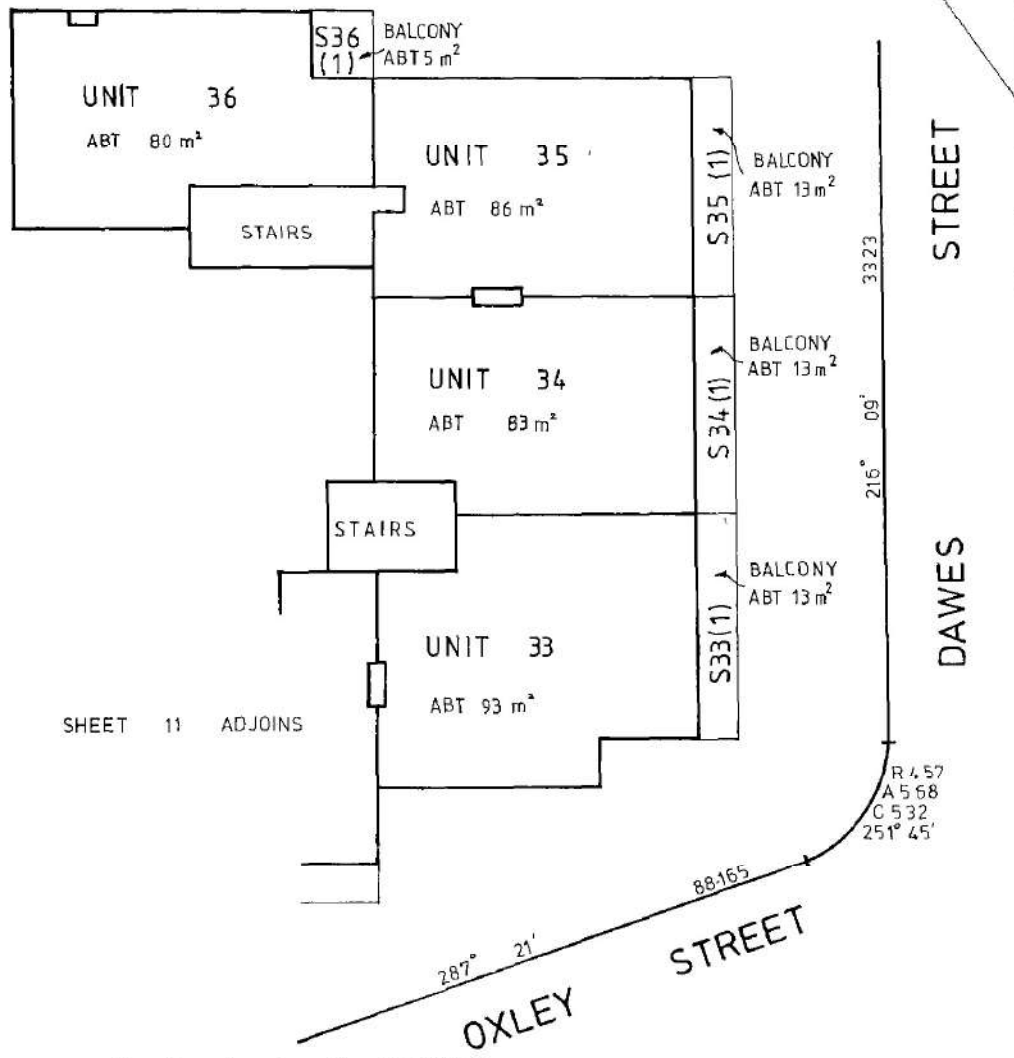 S36
(1)
BALCONY
ABT 5 m²
UNIT 36
ABT 80 m²
UNIT 35
ABT 86 m²
S35 (1)
BALCONY
ABT 13 m²
STAIRS
STREET
3323
UNIT 34
ABT 83 m²
S34(1)
BALCONY
ABT 13 m²
216° 09'
STAIRS
UNIT 33
ABT 93 m²
S33(1)
BALCONY
ABT 13 m²
DAWES
SHEET 11 ADJOINS
R 4.57
A 5 68
C 5 32
251° 45'
88·165
287° 21'
OXLEY STREET